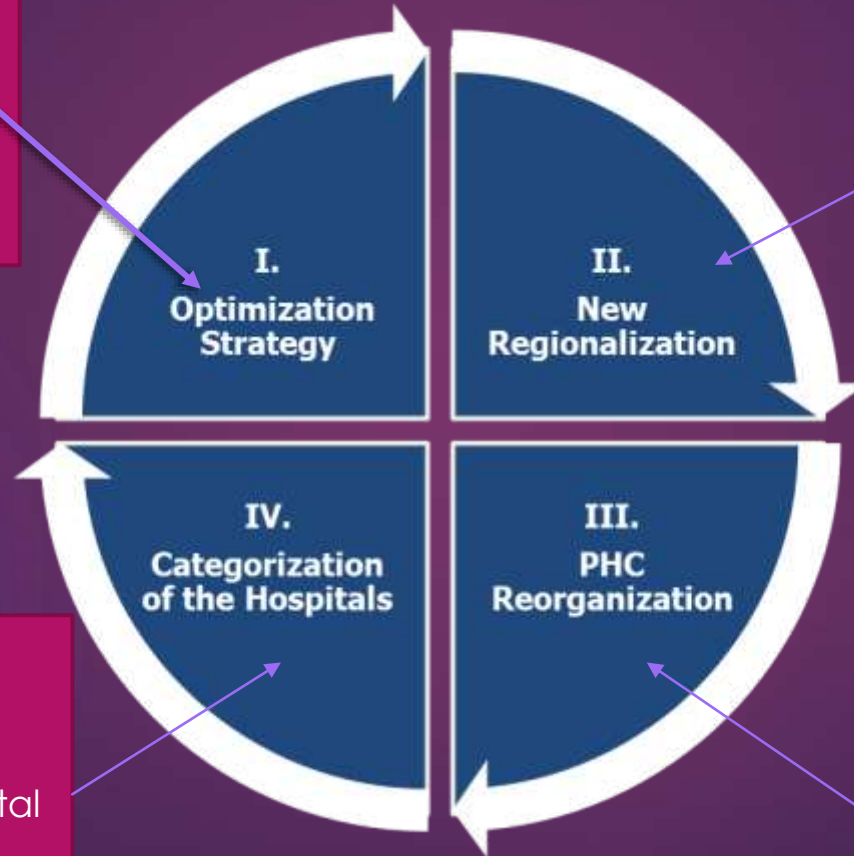 I.
Optimization
Strategy
II.
New
Regionalization
IV.
Categorization
of the Hospitals
III.
PHC
Reorganization